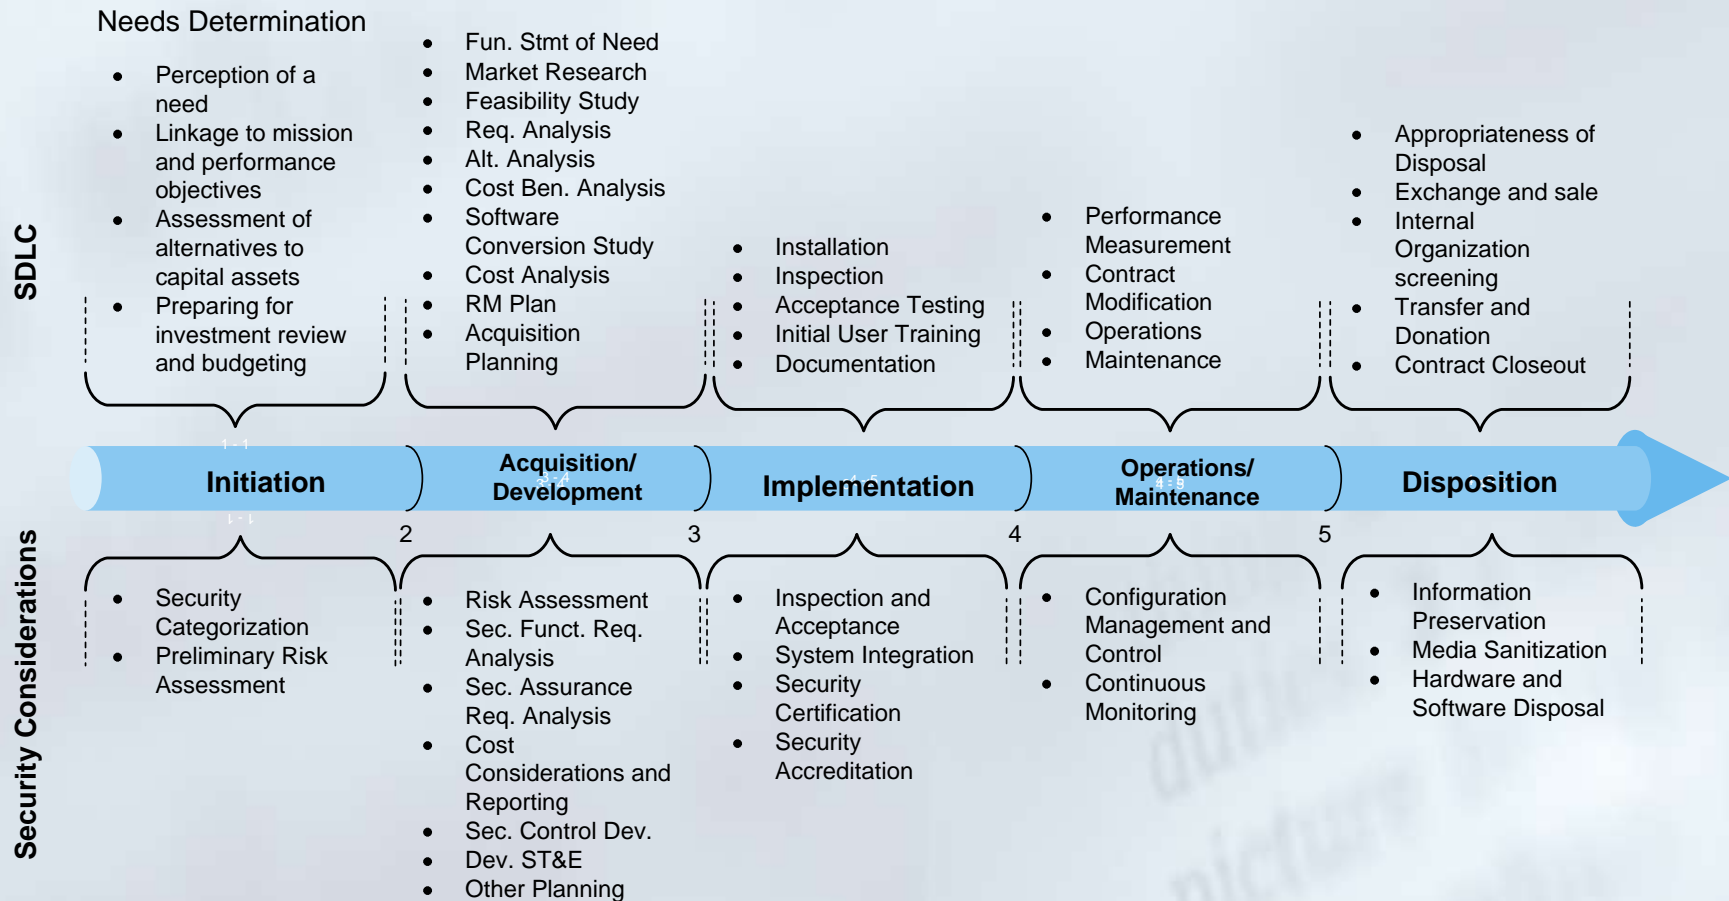 Needs Determination
Perception of a
need
Linkage to mission
and performance
objectives
Assessment of
alternatives to
capital assets
Preparing for
investment review
and budgeting
Fun. Stmt of Need
Market Research
Feasibility Study
Req. Analysis
Alt. Analysis
Cost Ben. Analysis
Software
Conversion Study
Cost Analysis
RM Plan
Acquisition
Planning
Installation
Inspection
Acceptance Testing
Initial User Training
Documentation
Performance
Measurement
Contract
Modification
Operations
Maintenance
Appropriateness of
Disposal
Exchange and sale
Internal
Organization
screening
Transfer and
Donation
Contract Closeout
SDLC
1 - 1
Initiation
Acquisition/
Development
Implementation
Operations/
Maintenance
Disposition
1 - 1
2
3
4
5
Security Considerations
Security
Categorization
Preliminary Risk
Assessment
Risk Assessment
Sec. Funct. Req.
Analysis
Sec. Assurance
Req. Analysis
Cost
Considerations and
Reporting
Sec. Control Dev.
Dev. ST&E
Other Planning
Inspection and
Acceptance
System Integration
Security
Certification
Security
Accreditation
Configuration
Management and
Control
Continuous
Monitoring
Information
Preservation
Media Sanitization
Hardware and
Software Disposal
duties
picture